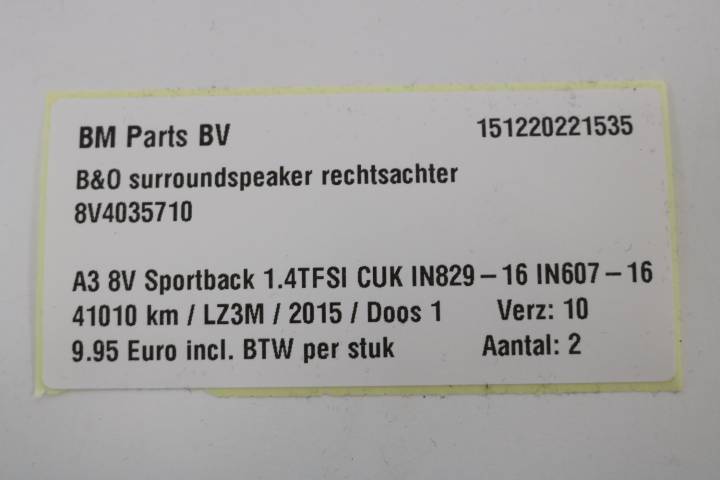 BM Parts BV 151220221535
B&O surroundspeaker rechtsachter
8V4035710
A3 8V Sportback 1.4TFSI CUK IN829 – 16 IN607 – 16
41010 km / LZ3M / 2015 / Doos 1 Verz: 10
9.95 Euro incl. BTW per stuk Aantal: 2